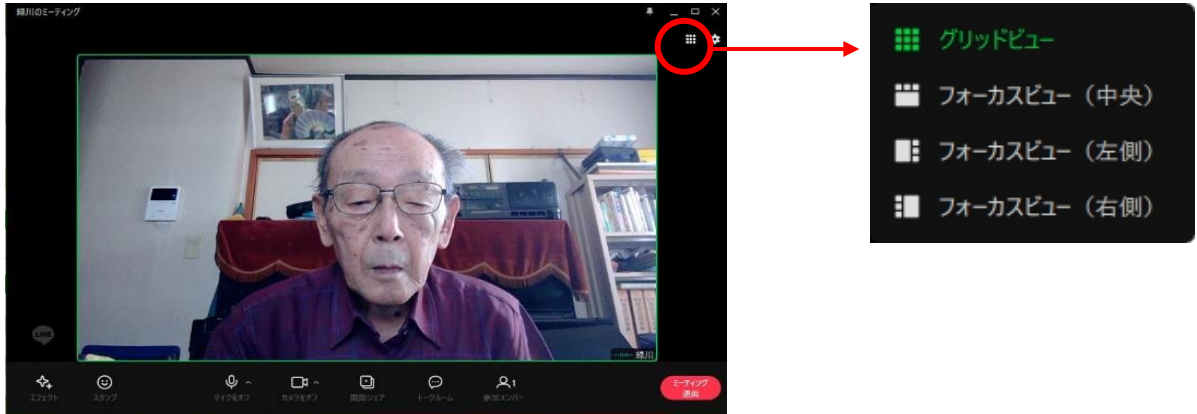 緑川のミーティング
グリッドビュー
フォーカスビュー（中央）
フォーカスビュー（左側）
フォーカスビュー（右側）
LINE
緑川
エフェクト
スタンプ
マイクをオフ
カメラをオフ
画面シェア
トークルーム
1
参加メンバー
ミーティング
退出